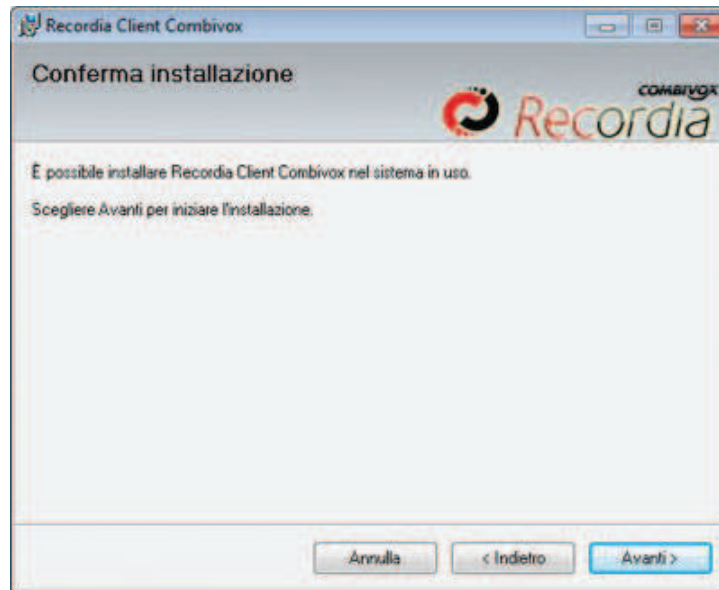 Recordia Client Combivox
Conferma installazione
COMBIVOX
Recordia
È possibile installare Recordia Client Combivox nel sistema in uso.
Scegliere Avanti per iniziare l'installazione.
Annulla
< Indietro
Avanti >